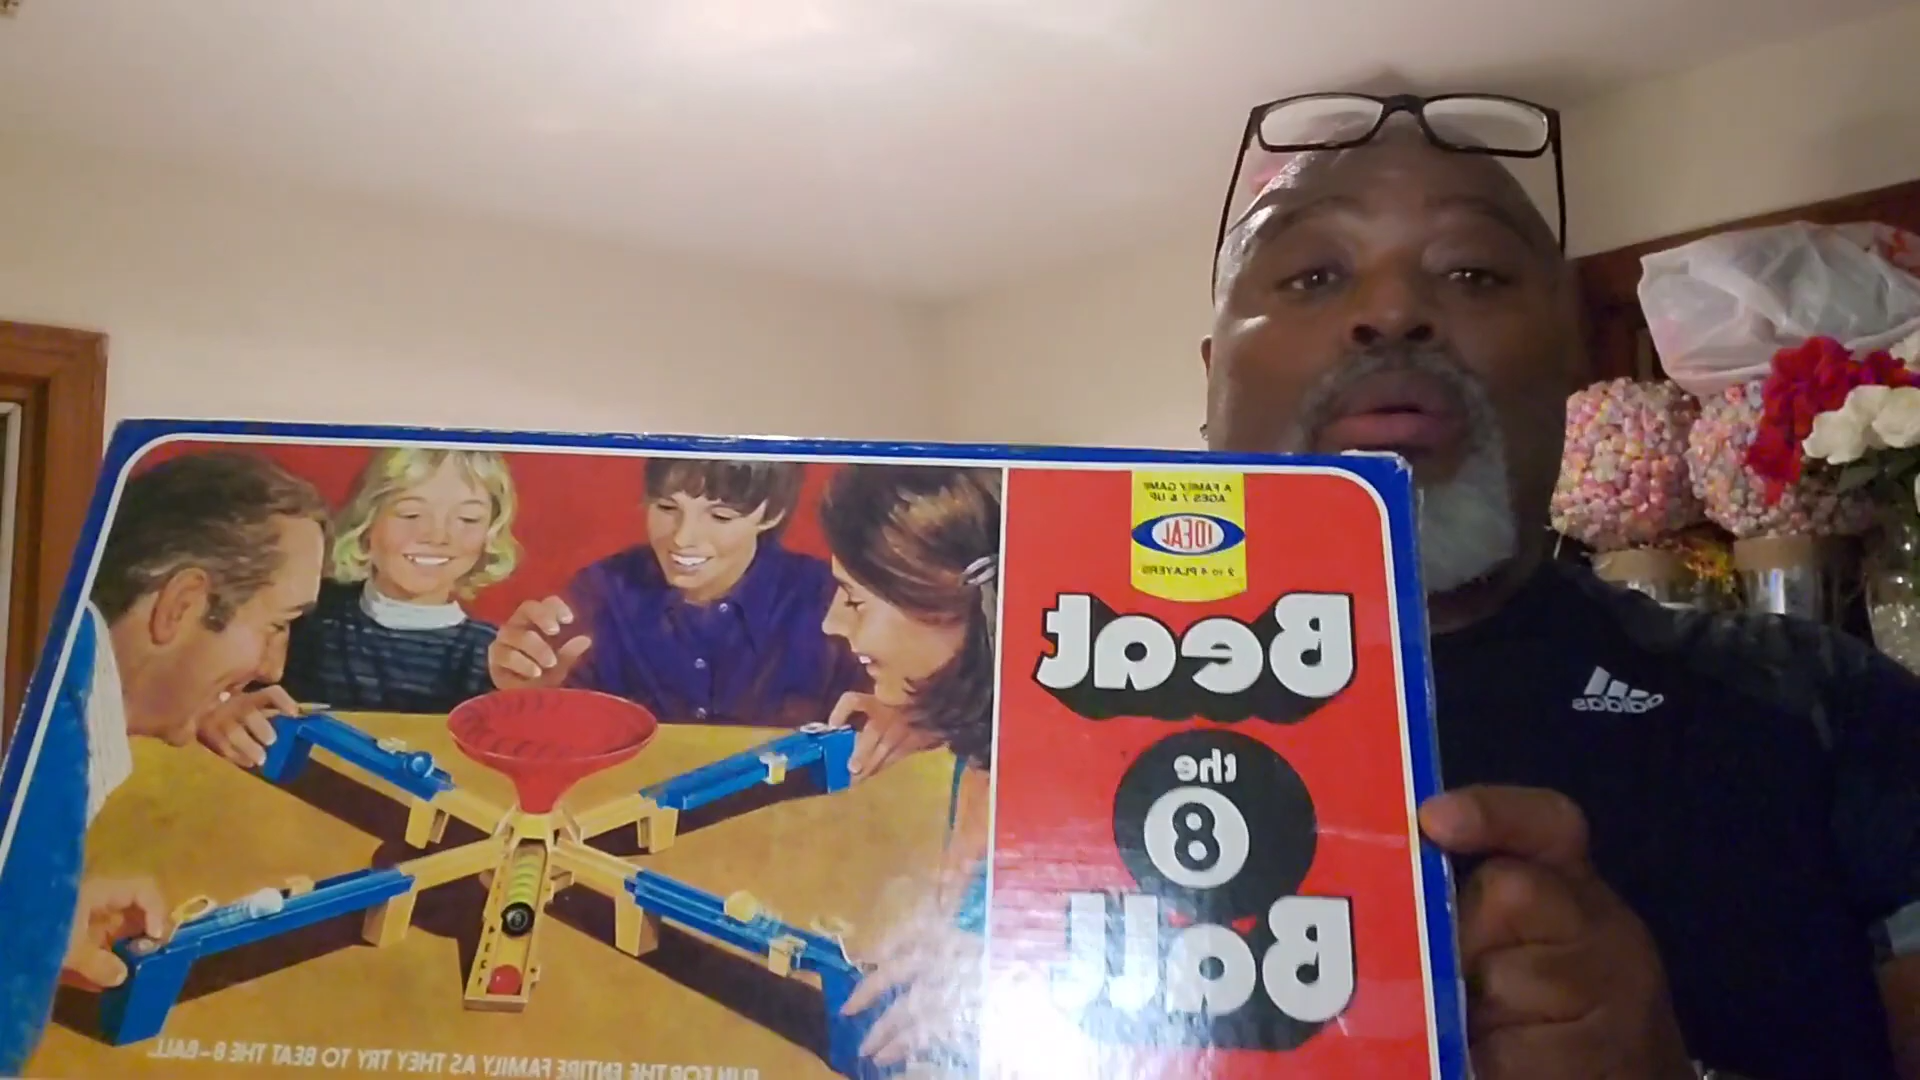 A FAMILY GAME
AGES 7 & UP
IDEAL
2 TO 4 PLAYERS
Beat
the
8
Ball
FUN FOR THE ENTIRE FAMILY AS THEY TRY TO BEAT THE 8-BALL...
adidas